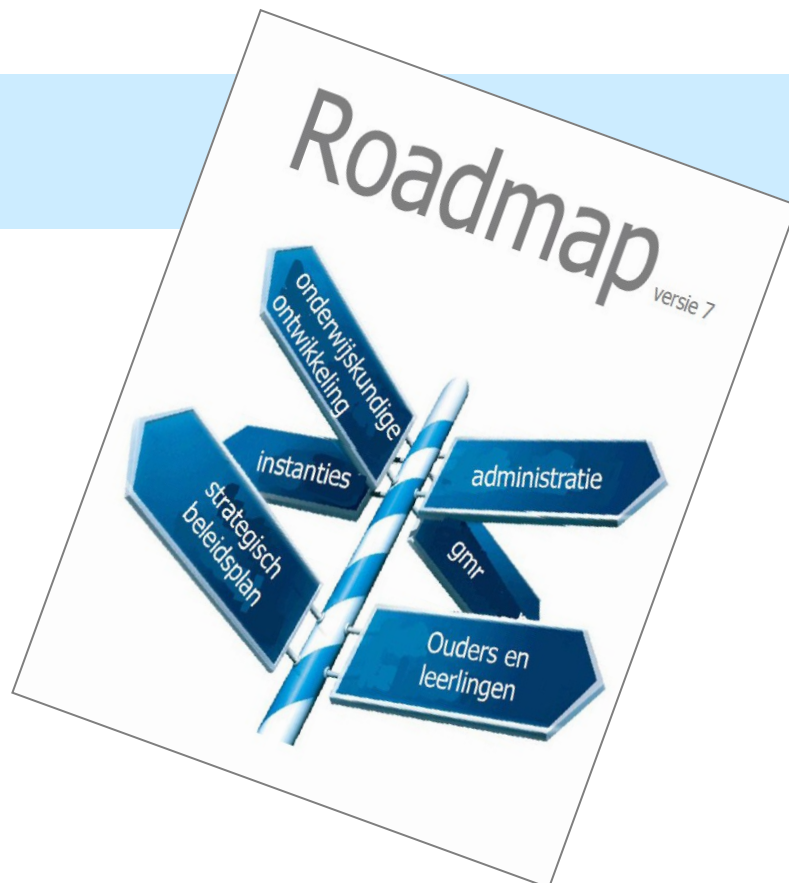 Roadmap
versie 7
onderwijskundige
ontwikkeling
instanties
administratie
strategisch
beleidsplan
gmr
Ouders en
leerlingen